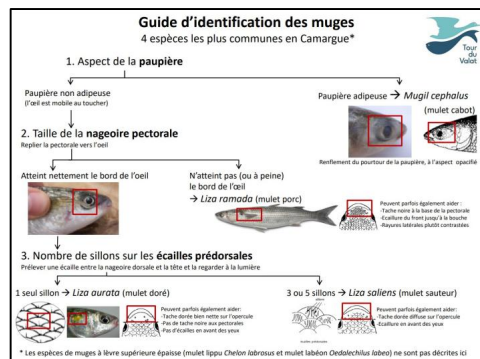 Guide d'identification des muges
4 espèces les plus communes en Camargue*
Tour
du
Valat
1. Aspect de la paupière
Paupière non adipeuse
(l'œil est mobile au toucher)
Paupière adipeuse → Mugil cephalus
(mulet cabot)
Renflement du pourtour de la paupière, à l'aspect opacifié
2. Taille de la nageoire pectorale
Replier la pectorale vers l'oeil
Atteint nettement le bord de l'oeil
N'atteint pas (ou à peine)
le bord de l'œil
→ Liza ramada (mulet porc)
Peuvent parfois également aider :
-Tache noire à la base de la pectorale
-Ecaillure du front jusqu'à la bouche
-Rayures latérales plutôt contrastées
3. Nombre de sillons sur les écailles prédorsales
Prélever une écaille entre la nageoire dorsale et la tête et la regarder à la lumière
1 seul sillon → Liza aurata (mulet doré)
Peuvent parfois également aider :
-Tache dorée bien nette sur l'opercule
-Pas de tache noire aux pectorales
-Pas d'écailles en avant des yeux
3 ou 5 sillons → Liza saliens (mulet sauteur)
Peuvent parfois également aider :
-Tache dorée diffuse sur l'opercule
-Ecaillure en avant des yeux
* Les espèces de muges à lèvre supérieure épaisse (mulet lippu Chelon labrosus et mulet labéon Oedalechilus labeo) ne sont pas décrites ici